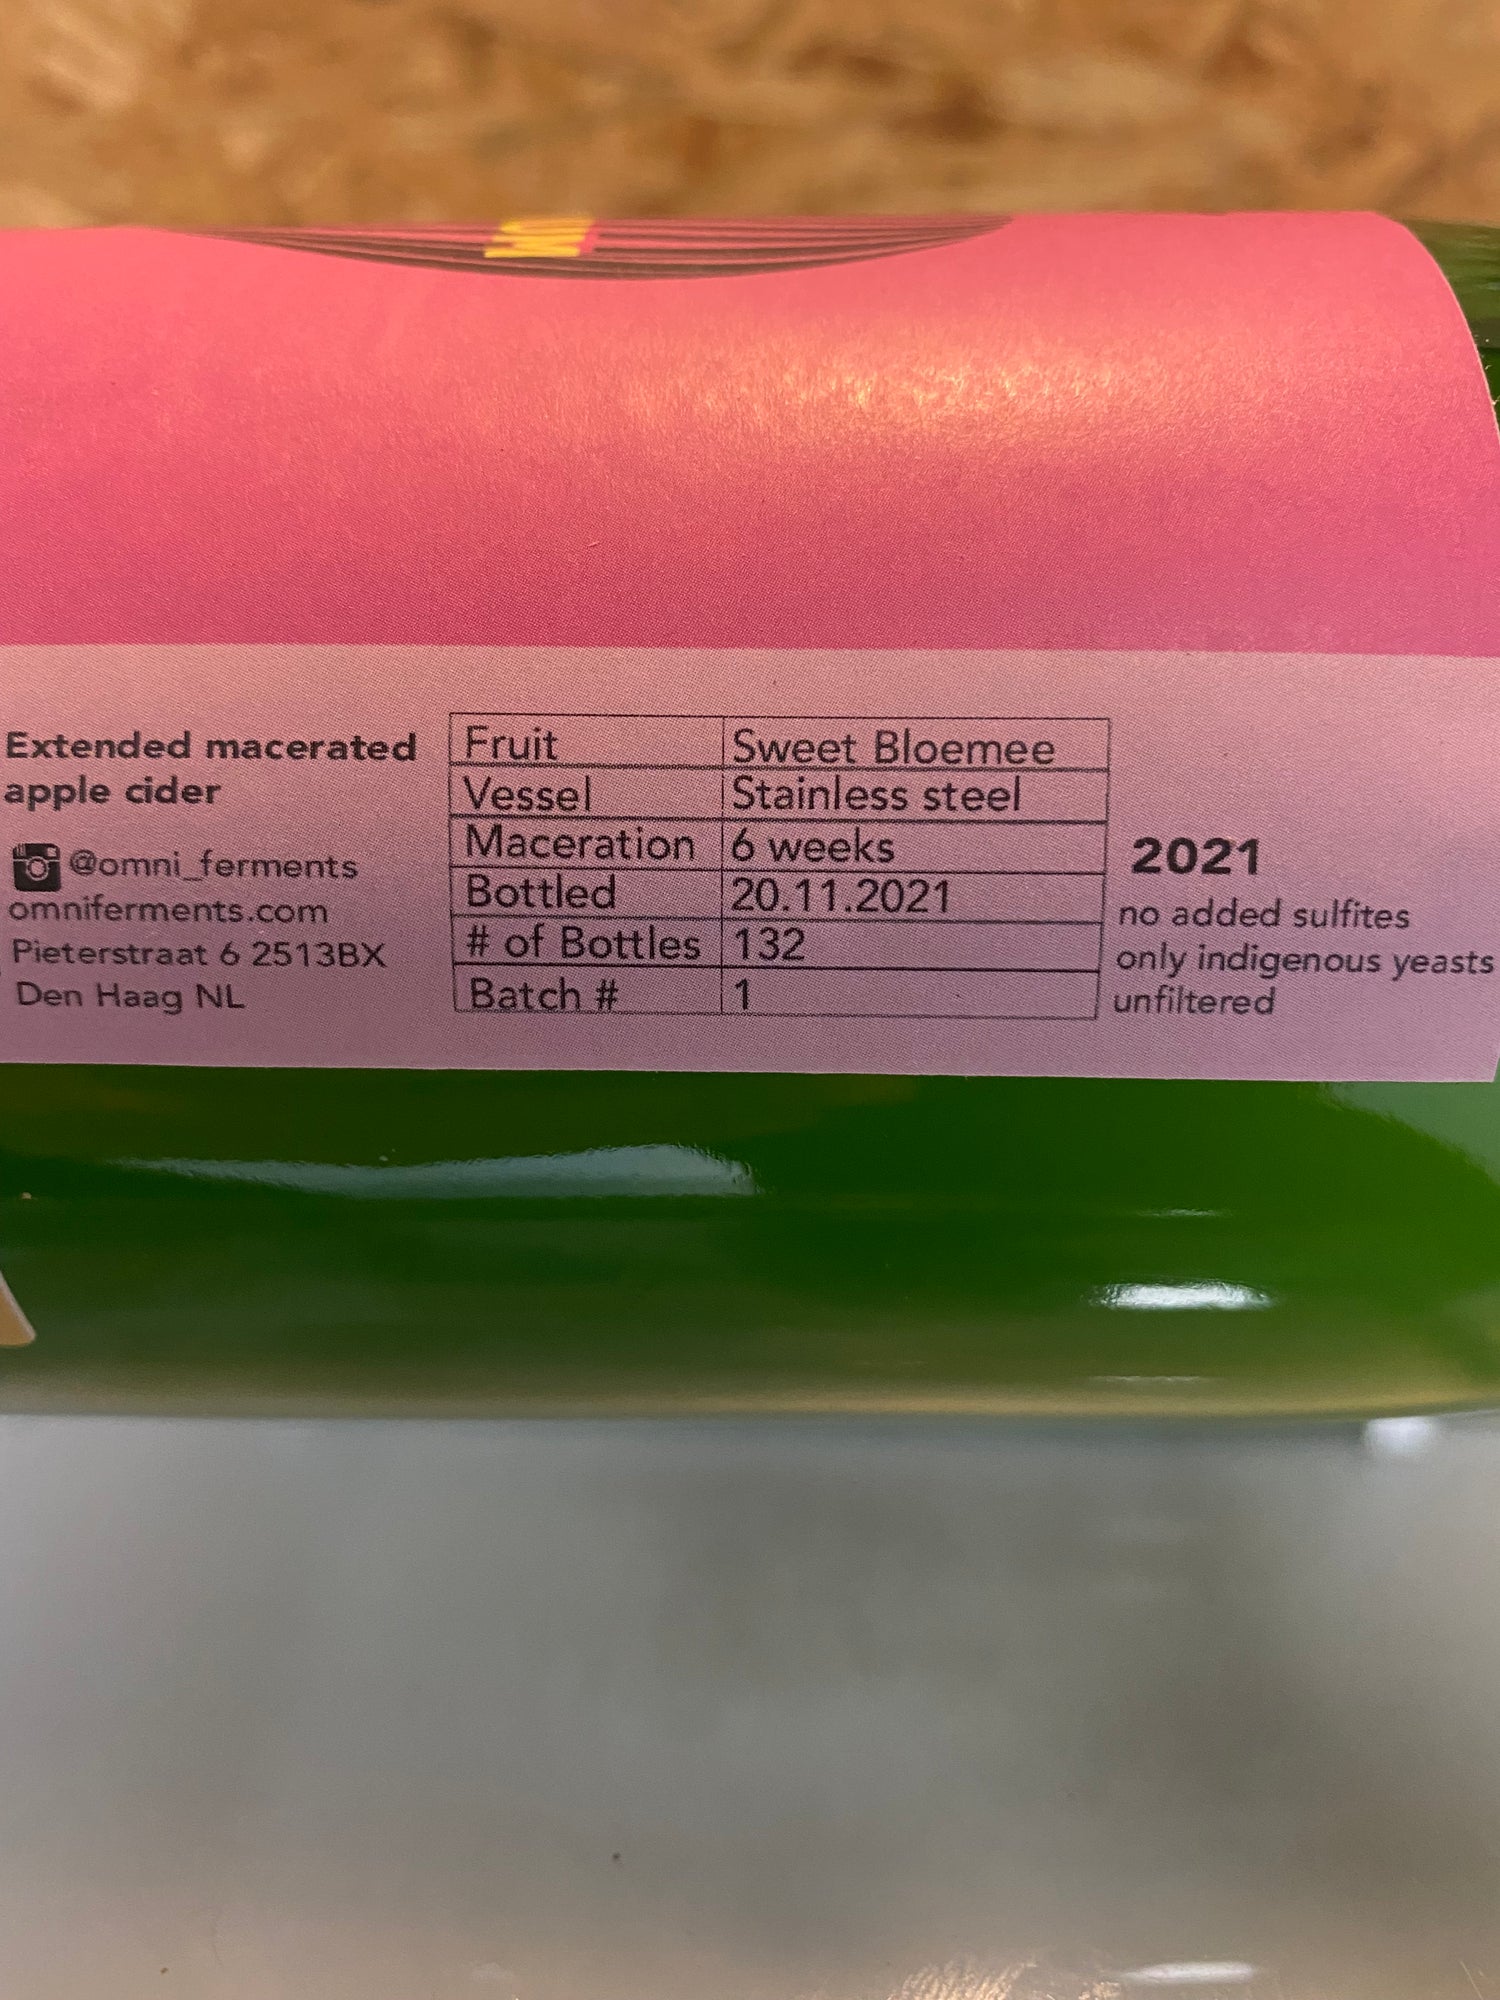 Extended macerated
apple cider
@omni_ferments
omniferments.com
Pieterstraat 6 2513BX
Den Haag NL
Fruit Sweet Bloemee
Vessel Stainless steel
Maceration 6 weeks
Bottled 20.11.2021
# of Bottles 132
Batch # 1
2021
no added sulfites
only indigenous yeasts
unfiltered